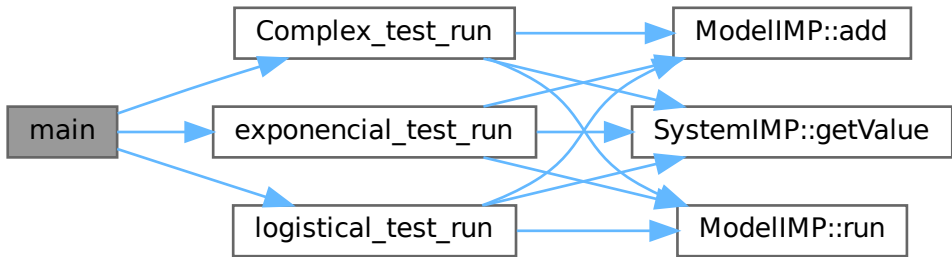 main
Complex_test_run
exponencial_test_run
logistical_test_run
ModelIMP::add
SystemIMP::getValue
ModelIMP::run